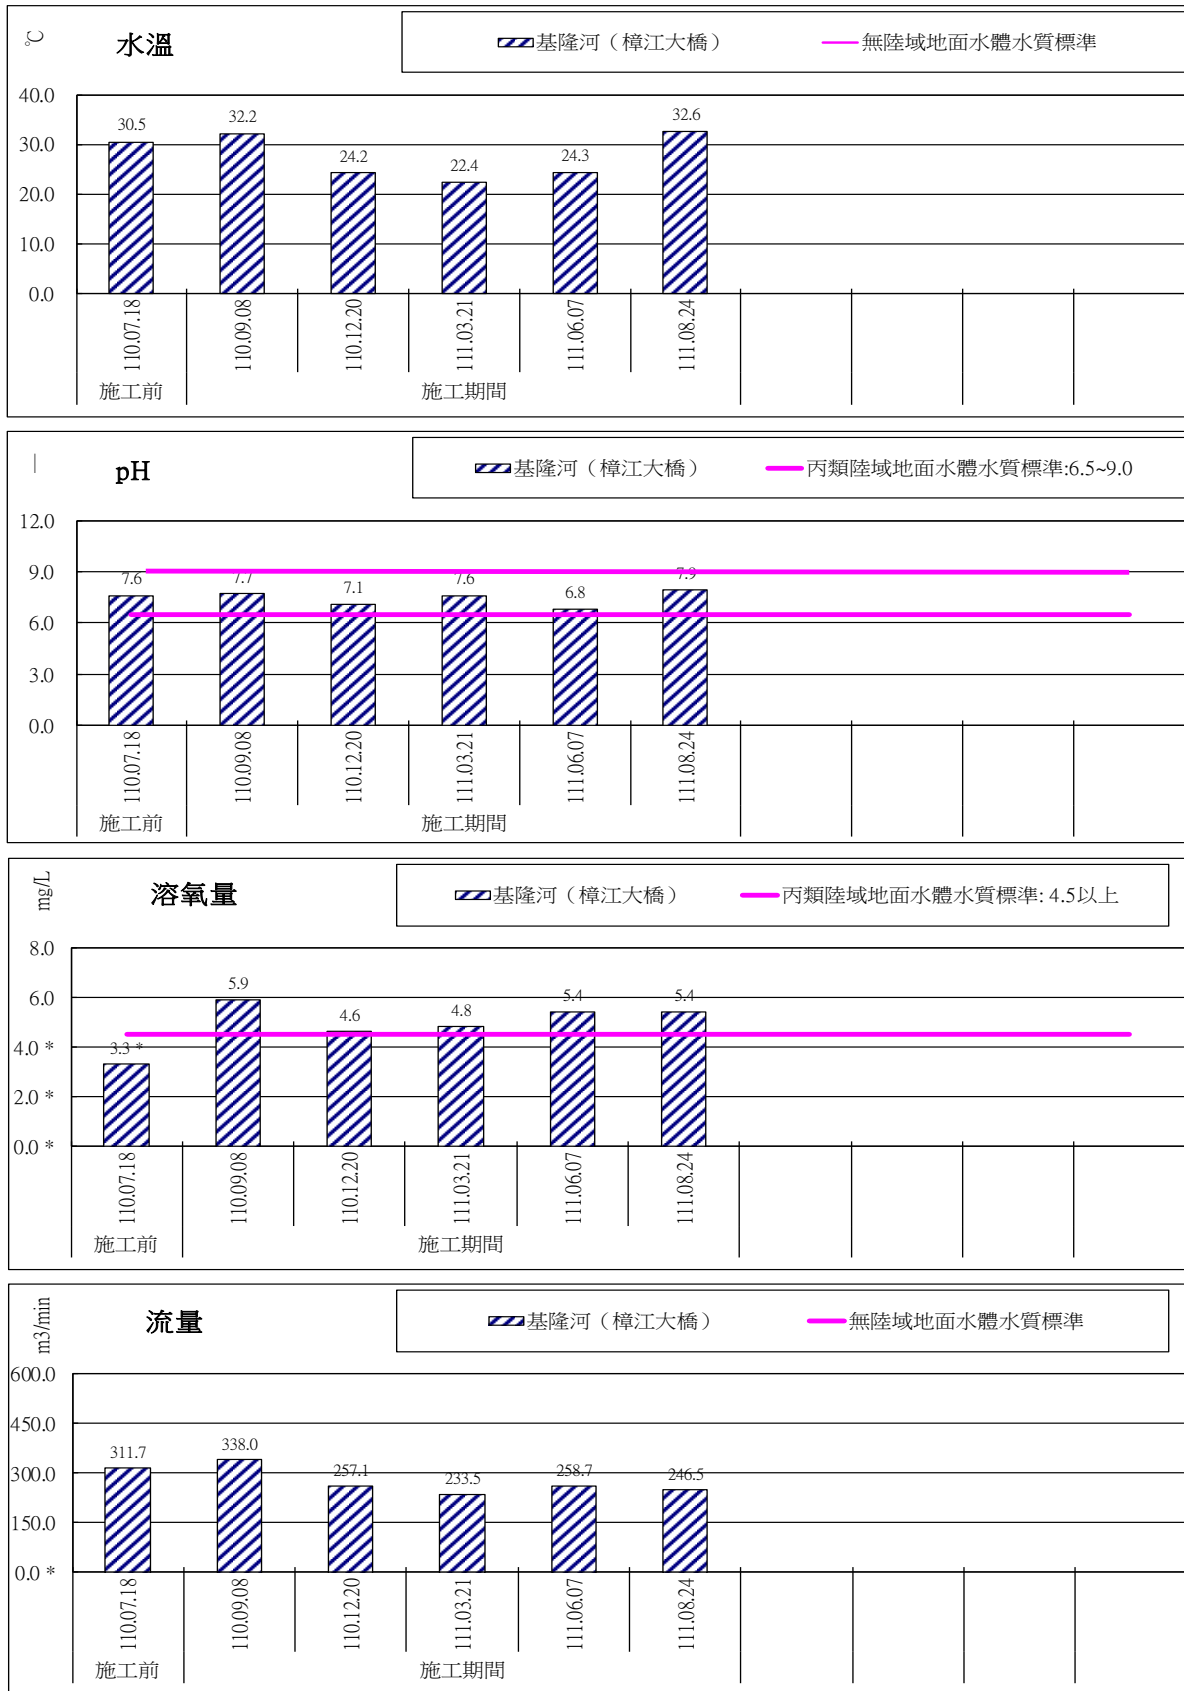 ℃
水溫
基隆河（樟江大橋） 無陸域地面水體水質標準
40.0
30.0
20.0
10.0
0.0
30.5 32.2 24.2 22.4 24.3 32.6
110.07.18 110.09.08 110.12.20 111.03.21 111.06.07 111.08.24
施工前 施工期間
—
pH
基隆河（樟江大橋） 丙類陸域地面水體水質標準:6.5~9.0
12.0
9.0
6.0
3.0
0.0
7.6 7.7 7.1 7.6 6.8 7.9
110.07.18 110.09.08 110.12.20 111.03.21 111.06.07 111.08.24
施工前 施工期間
mg/L
溶氧量
基隆河（樟江大橋） 丙類陸域地面水體水質標準: 4.5以上
8.0
6.0
4.0 *
2.0 *
0.0 *
3.3 * 5.9 4.6 4.8 5.4 5.4
110.07.18 110.09.08 110.12.20 111.03.21 111.06.07 111.08.24
施工前 施工期間
m3/min
流量
基隆河（樟江大橋） 無陸域地面水體水質標準
600.0
450.0
300.0
150.0
0.0 *
311.7 338.0 257.1 233.5 258.7 246.5
110.07.18 110.09.08 110.12.20 111.03.21 111.06.07 111.08.24
施工前 施工期間